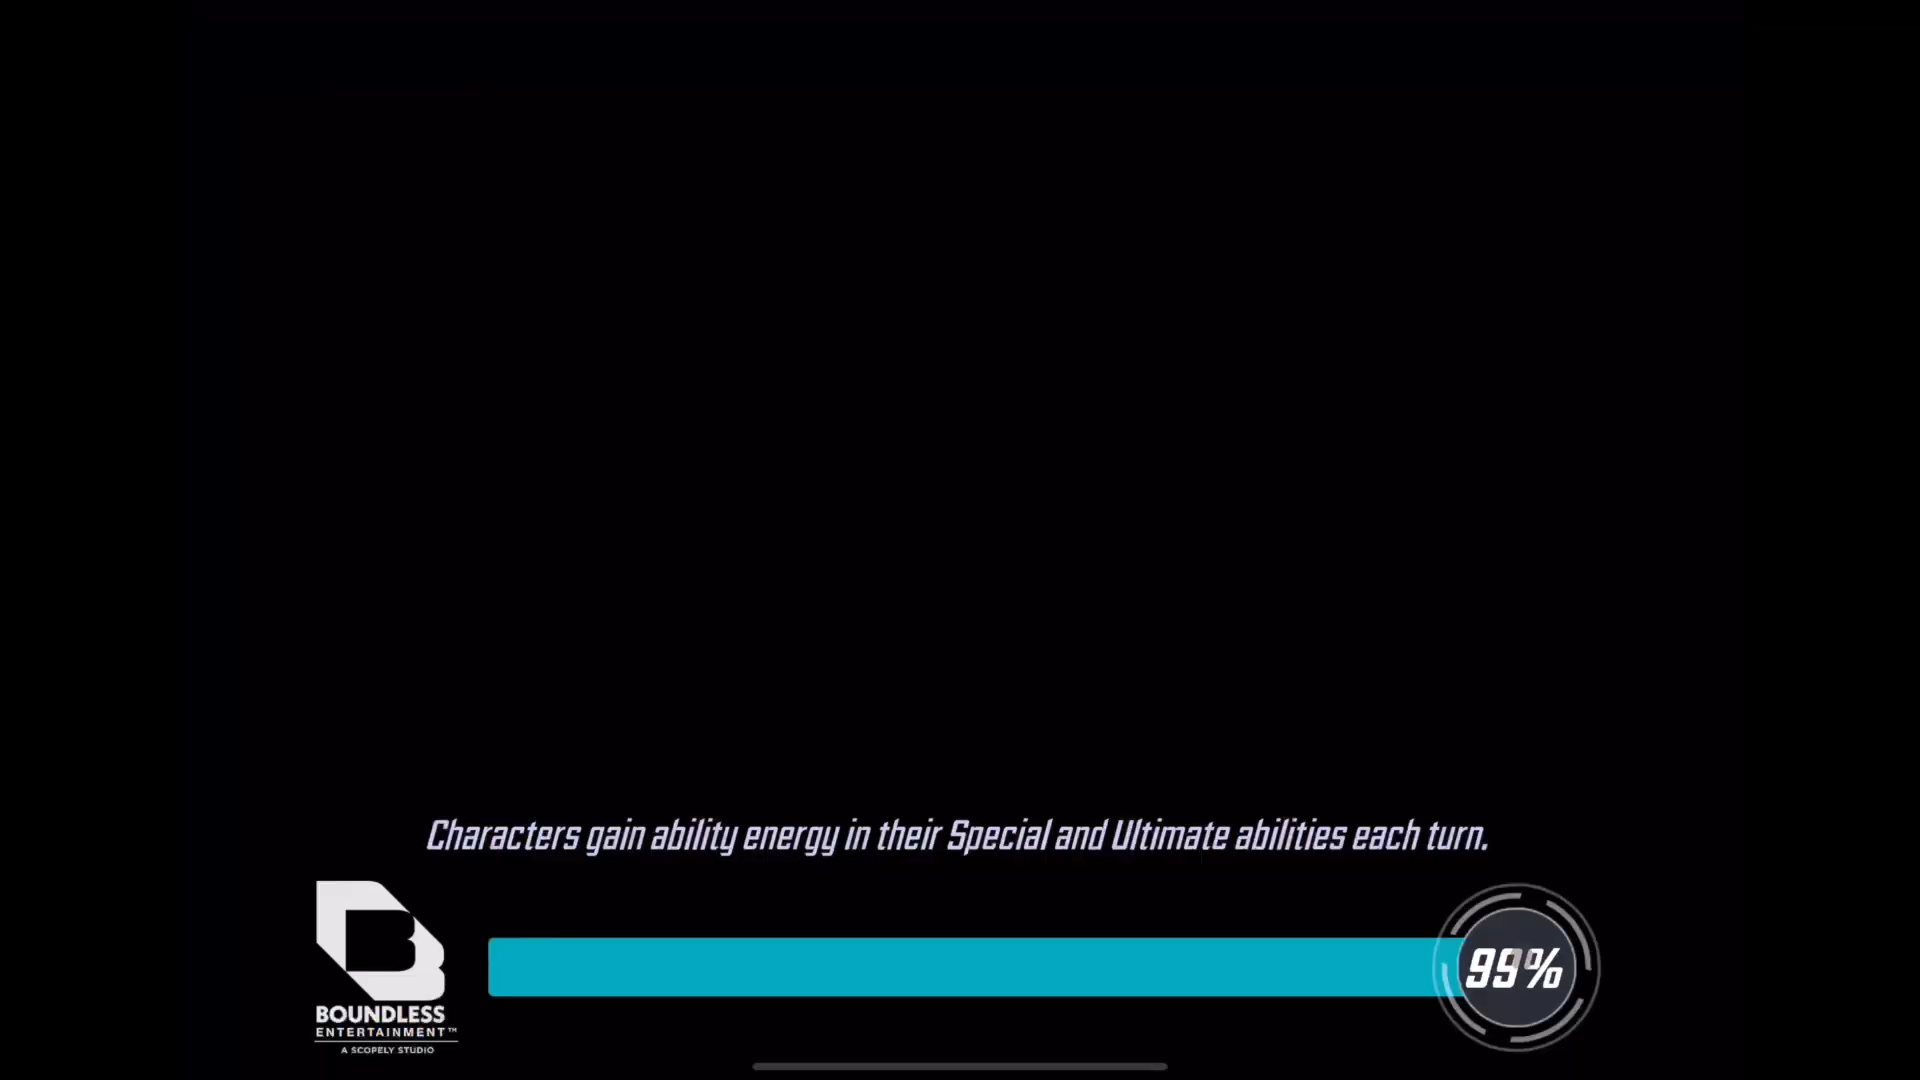 Characters gain ability energy in their Special and Ultimate abilities each turn.
99%
BOUNDLESS
ENTERTAINMENT™
A SCOPELY STUDIO